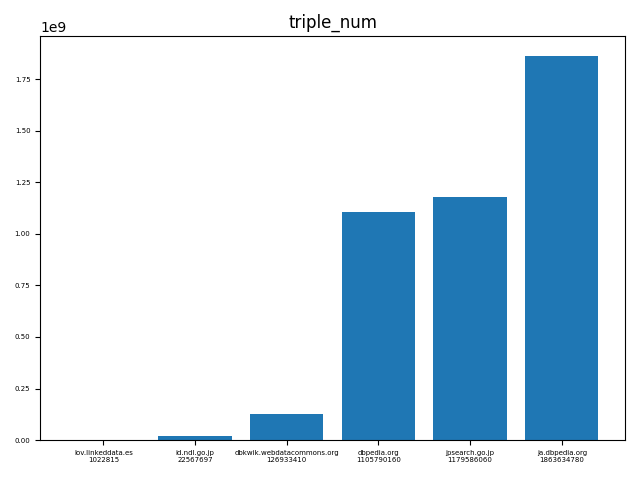 triple_num
1e9
1.75
1.50
1.25
1.00
0.75
0.50
0.25
0.00
lov.linkeddata.es
1022815
id.ndl.go.jp
22567697
dbkwik.webdatacommons.org
126933410
dbpedia.org
1105790160
jpsearch.go.jp
1179586060
ja.dbpedia.org
1863634780